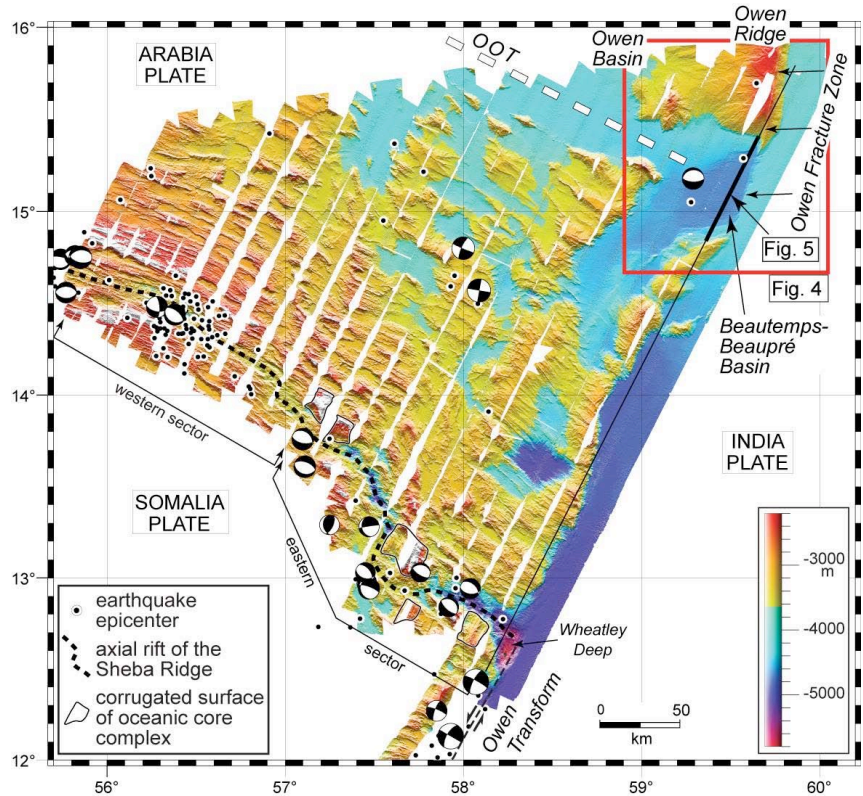 16°
15°
14°
13°
12°
56°
57°
58°
59°
60°
ARABIA
PLATE
OOT
Owen
Basin
Owen
Ridge
Owen Fracture Zone
Fig. 5
Fig. 4
Beautemps-
Beaupré
Basin
INDIA
PLATE
western sector
SOMALIA
PLATE
eastern
sector
Wheatley
Deep
Owen
Transform
0
50
km
-3000
m
-4000
-5000
earthquake
epicenter
axial rift of the
Sheba Ridge
corrugated surface
of oceanic core
complex